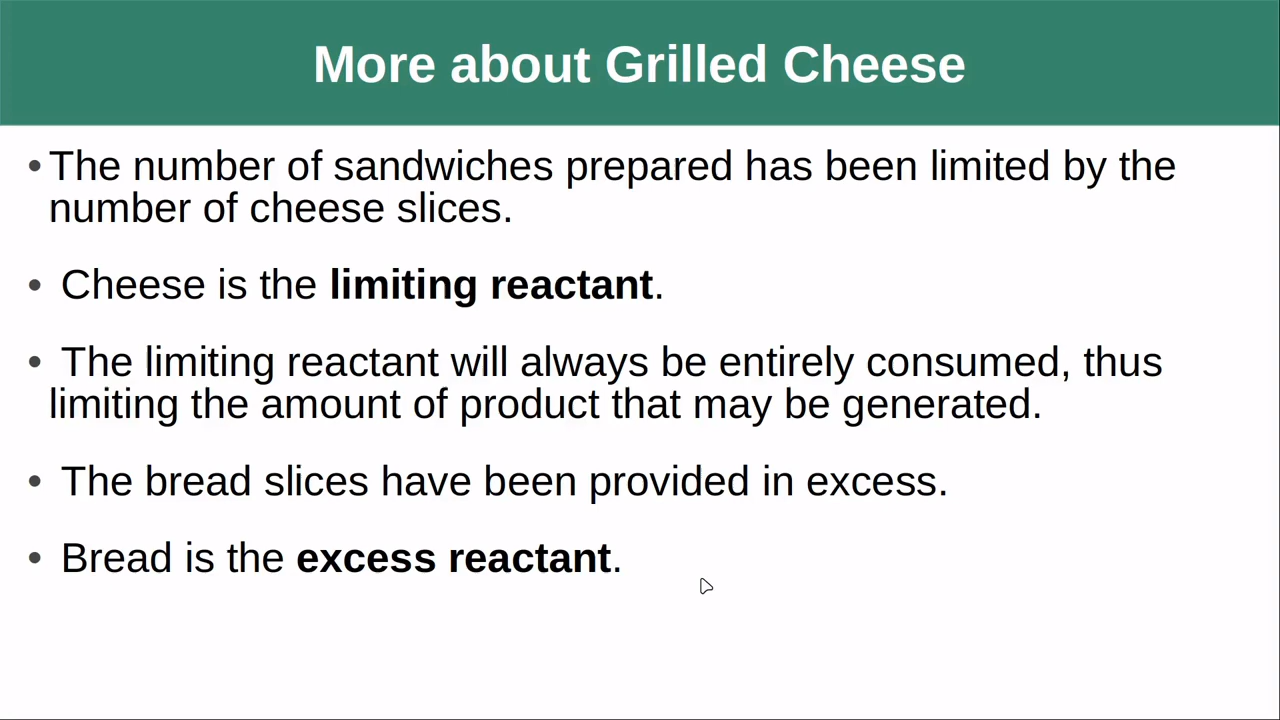 More about Grilled Cheese
•The number of sandwiches prepared has been limited by the
number of cheese slices.
• Cheese is the limiting reactant.
• The limiting reactant will always be entirely consumed, thus
limiting the amount of product that may be generated.
• The bread slices have been provided in excess.
• Bread is the excess reactant.